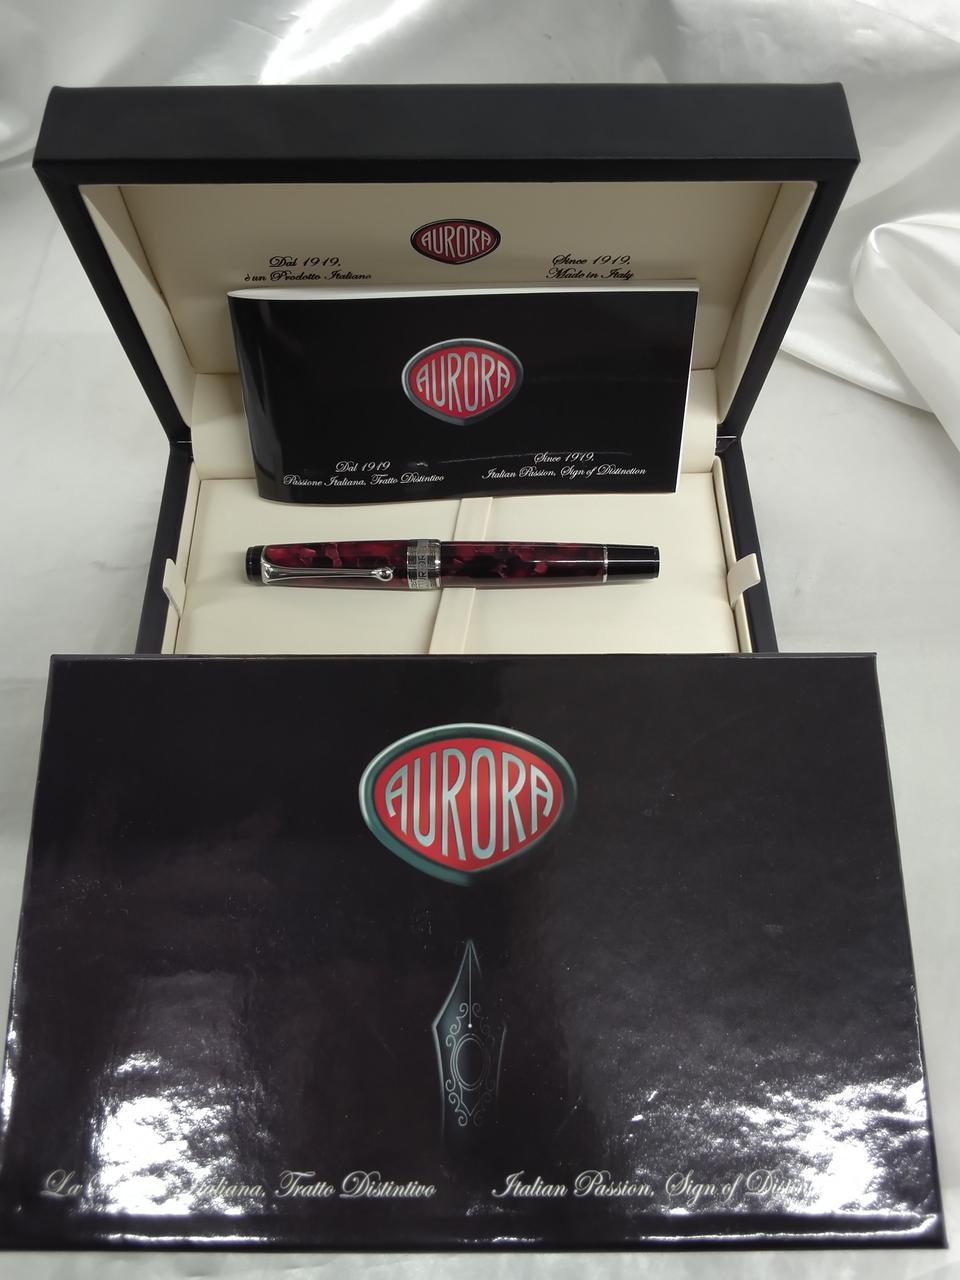 AURORA
Dal 1919,
è un Prodotto Italiano
Since 1919,
Made in Italy
AURORA
Dal 1919
Passione Italiana, Tratto Distintivo
Since 1919,
Italian Passion, Sign of Distinction
AURORA
La Italiana, Tratto Distintivo
Italian Passion, Sign of